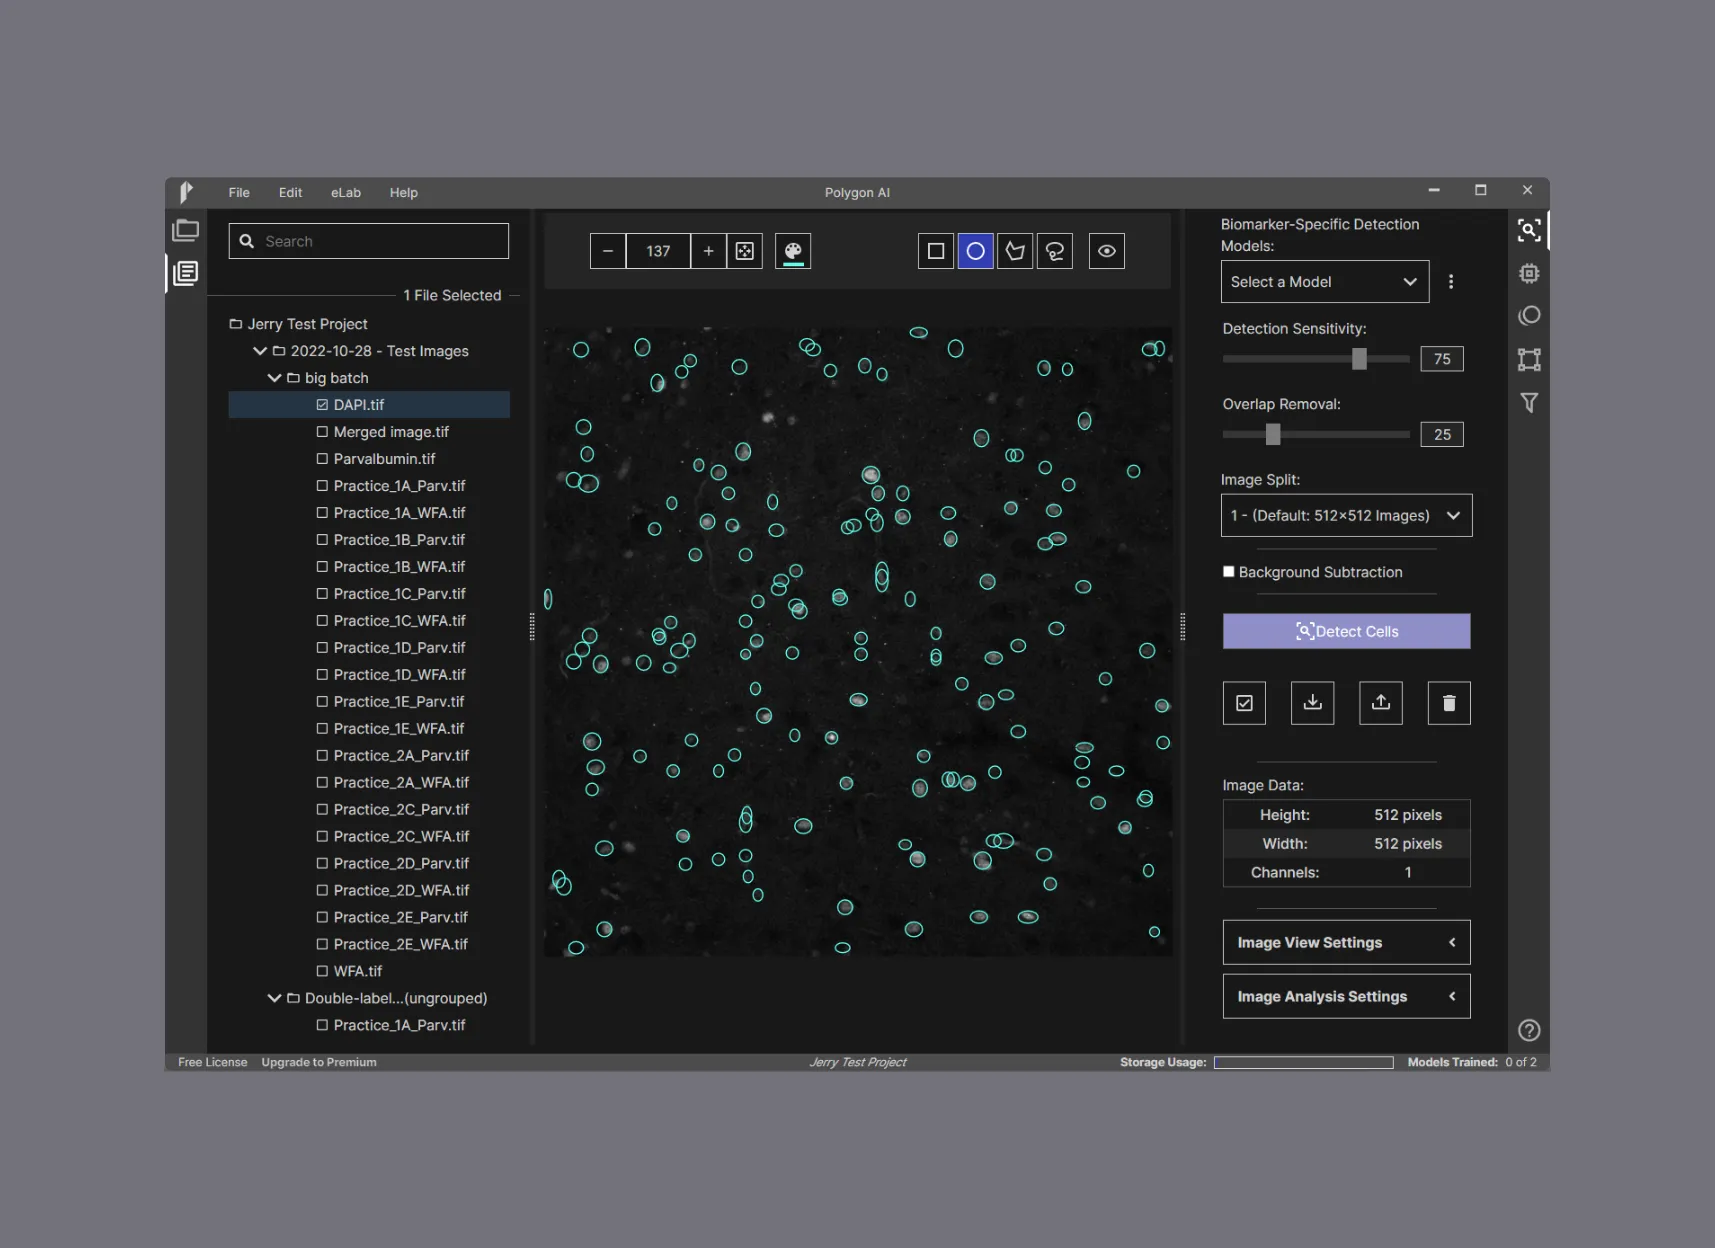 File Edit eLab Help
Polygon AI
Search
1 File Selected
Jerry Test Project
2022-10-28 - Test Images
big batch
DAPI.tif
Merged image.tif
Parvalbumin.tif
Practice_1A_Parv.tif
Practice_1A_WFA.tif
Practice_1B_Parv.tif
Practice_1B_WFA.tif
Practice_1C_Parv.tif
Practice_1C_WFA.tif
Practice_1D_Parv.tif
Practice_1D_WFA.tif
Practice_1E_Parv.tif
Practice_1E_WFA.tif
Practice_2A_Parv.tif
Practice_2A_WFA.tif
Practice_2C_Parv.tif
Practice_2C_WFA.tif
Practice_2D_Parv.tif
Practice_2D_WFA.tif
Practice_2E_Parv.tif
Practice_2E_WFA.tif
WFA.tif
Double-label...(ungrouped)
Practice_1A_Parv.tif
137
Biomarker-Specific Detection
Models:
Select a Model
Detection Sensitivity:
75
Overlap Removal:
25
Image Split:
1 - (Default: 512×512 Images)
Background Subtraction
Detect Cells
Image Data:
Height: 512 pixels
Width: 512 pixels
Channels: 1
Image View Settings
Image Analysis Settings
Free License Upgrade to Premium
Jerry Test Project
Storage Usage:
Models Trained: 0 of 2